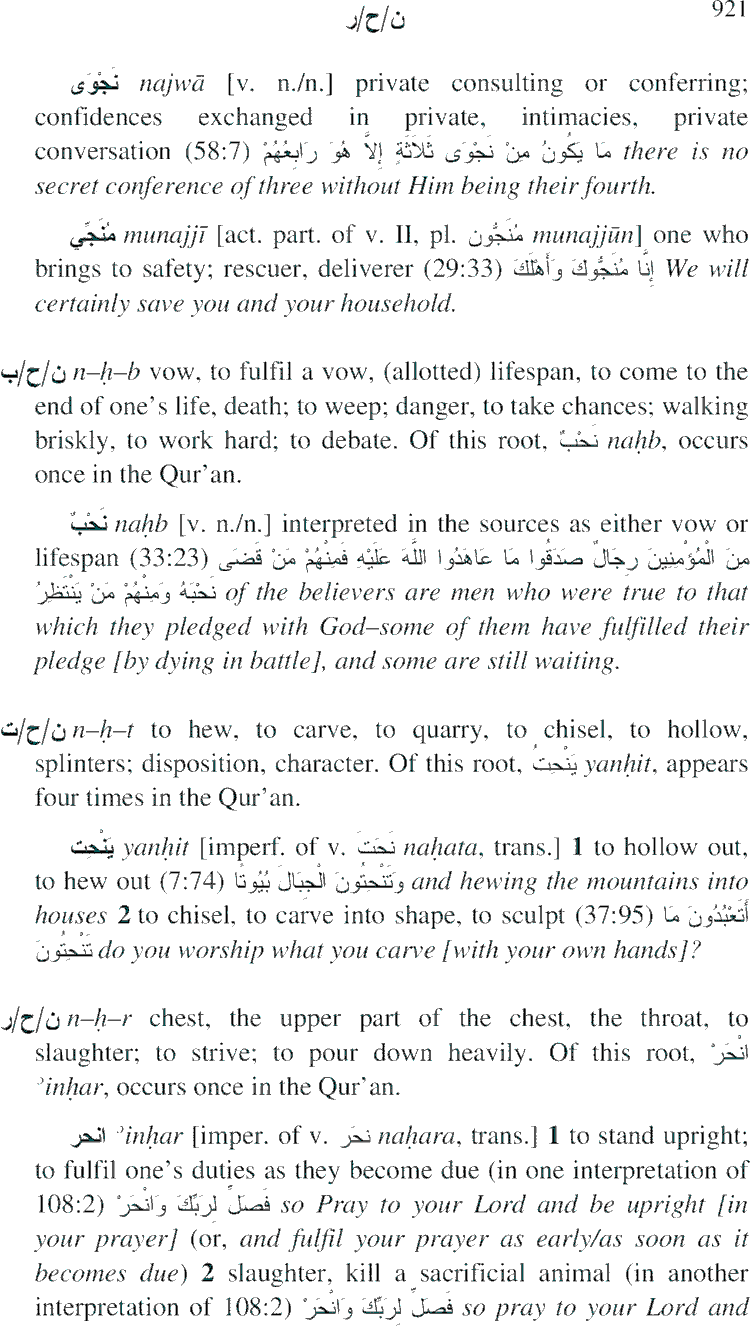 ن/ح/ر 921
نَجْوَى najwā [v. n./n.] private consulting or conferring;
confidences exchanged in private, intimacies, private
conversation (58:7) مَا يَكُونُ مِنْ نَجْوَى ثَلَاثَةٍ إِلاَّ هُوَ رَابِعُهُمْ there is no
secret conference of three without Him being their fourth.
مُنَجِّي munajjī [act. part. of v. II, pl. مُنَجُّون munajjūn] one who
brings to safety; rescuer, deliverer (29:33) إِنَّا مُنَجُّوكَ وَأَهْلَكَ We will
certainly save you and your household.
ن/ح/ب n–ḥ–b vow, to fulfil a vow, (allotted) lifespan, to come to the
end of one’s life, death; to weep; danger, to take chances; walking
briskly, to work hard; to debate. Of this root, نَحْبٌ naḥb, occurs
once in the Qur’an.
نَحْبٌ naḥb [v. n./n.] interpreted in the sources as either vow or
lifespan (33:23) مِنَ الْمُؤْمِنِينَ رِجَالٌ صَدَقُوا مَا عَاهَدُوا اللَّهَ عَلَيْهِ فَمِنْهُمْ مَنْ قَضَى
نَحْبَهُ وَمِنْهُمْ مَنْ يَنْتَظِرُ of the believers are men who were true to that
which they pledged with God–some of them have fulfilled their
pledge [by dying in battle], and some are still waiting.
ن/ح/ت n–ḥ–t to hew, to carve, to quarry, to chisel, to hollow,
splinters; disposition, character. Of this root, يَنْحِتُ yanḥit, appears
four times in the Qur’an.
يَنْحِت yanḥit [imperf. of v. نَحَتَ naḥata, trans.] 1 to hollow out,
to hew out (7:74) وَتَنْحِتُونَ الْجِبَالَ بُيُوتًا and hewing the mountains into
houses 2 to chisel, to carve into shape, to sculpt (37:95) أَتَعْبُدُونَ مَا
تَنْحِتُونَ do you worship what you carve [with your own hands]?
ن/ح/ر n–ḥ–r chest, the upper part of the chest, the throat, to
slaughter; to strive; to pour down heavily. Of this root, انْحَرْ
ʾinḥar, occurs once in the Qur’an.
انحر ʾinḥar [imper. of v. نحَر naḥara, trans.] 1 to stand upright;
to fulfil one’s duties as they become due (in one interpretation of
108:2) فَصَلِّ لِرَبِّكَ وَانْحَرْ so Pray to your Lord and be upright [in
your prayer] (or, and fulfil your prayer as early/as soon as it
becomes due) 2 slaughter, kill a sacrificial animal (in another
interpretation of 108:2) فَصَلِّ لِرَبِّكَ وَانْحَرْ so pray to your Lord and